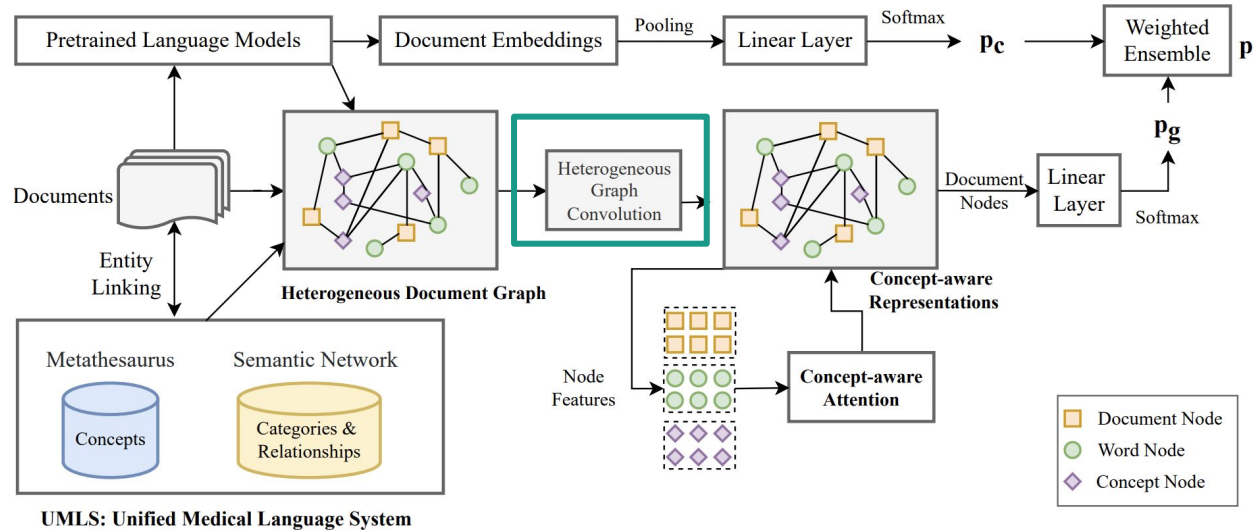 Pretrained Language Models
Document Embeddings
Pooling
Linear Layer
Softmax
pc
Weighted
Ensemble
p
Documents
Heterogeneous
Graph
Convolution
pg
Document
Nodes
Linear
Layer
Softmax
Entity
Linking
Heterogeneous Document Graph
Concept-aware
Representations
Metathesaurus
Semantic Network
Concepts
Categories &
Relationships
Node
Features
Concept-aware
Attention
Document Node
Word Node
Concept Node
UMLS: Unified Medical Language System